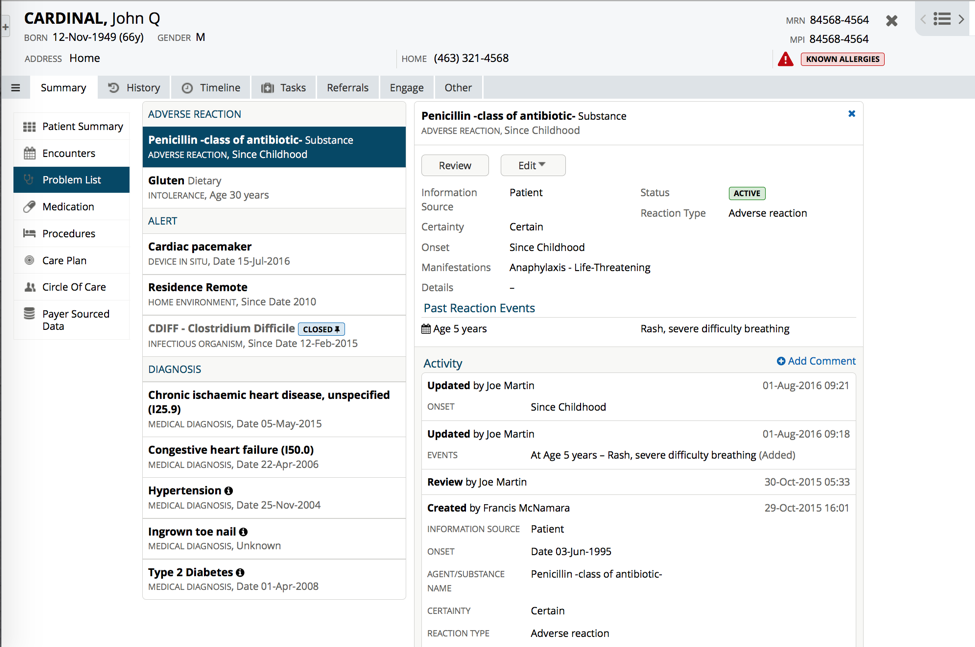 CARDINAL, John Q
BORN 12-Nov-1949 (66y) GENDER M
ADDRESS Home
HOME (463) 321-4568
MRN 84568-4564
MPI 84568-4564
KNOWN ALLERGIES
Summary History Timeline Tasks Referrals Engage Other
Patient Summary
Encounters
Problem List
Medication
Procedures
Care Plan
Circle Of Care
Payer Sourced
Data
ADVERSE REACTION
Penicillin -class of antibiotic- Substance
ADVERSE REACTION, Since Childhood
Gluten Dietary
INTOLERANCE, Age 30 years
ALERT
Cardiac pacemaker
DEVICE IN SITU, Date 15-Jul-2016
Residence Remote
HOME ENVIRONMENT, Since Date 2010
CDIFF - Clostridium Difficile CLOSED
INFECTIOUS ORGANISM, Since Date 12-Feb-2015
DIAGNOSIS
Chronic ischaemic heart disease, unspecified
(I25.9)
MEDICAL DIAGNOSIS, Date 05-May-2015
Congestive heart failure (I50.0)
MEDICAL DIAGNOSIS, Date 22-Apr-2006
Hypertension
MEDICAL DIAGNOSIS, Date 25-Nov-2004
Ingrown toe nail
MEDICAL DIAGNOSIS, Unknown
Type 2 Diabetes
MEDICAL DIAGNOSIS, Date 01-Apr-2008
Penicillin -class of antibiotic- Substance
ADVERSE REACTION, Since Childhood
Review Edit
Information
Source
Patient
Status ACTIVE
Reaction Type Adverse reaction
Certainty Certain
Onset Since Childhood
Manifestations Anaphylaxis - Life-Threatening
Details –
Past Reaction Events
Age 5 years Rash, severe difficulty breathing
Activity Add Comment
Updated by Joe Martin 01-Aug-2016 09:21
ONSET Since Childhood
Updated by Joe Martin 01-Aug-2016 09:18
EVENTS At Age 5 years – Rash, severe difficulty breathing (Added)
Review by Joe Martin 30-Oct-2015 05:33
Created by Francis McNamara 29-Oct-2015 16:01
INFORMATION SOURCE Patient
ONSET Date 03-Jun-1995
AGENT/SUBSTANCE
NAME
Penicillin -class of antibiotic-
CERTAINTY Certain
REACTION TYPE Adverse reaction